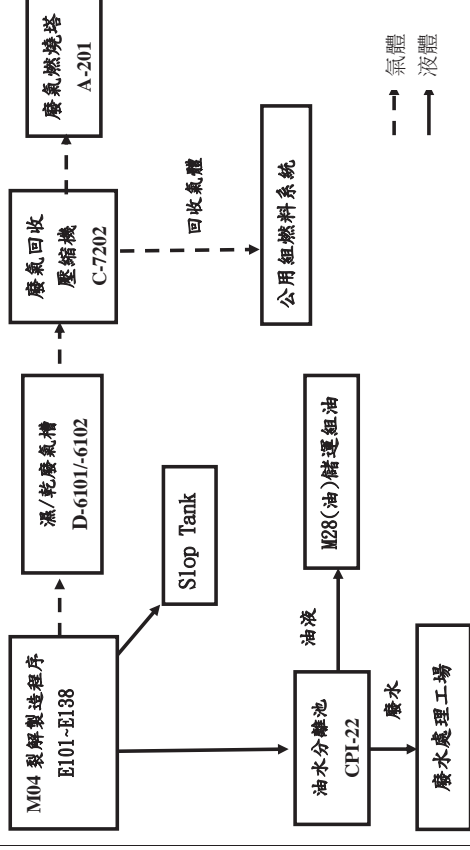 M04 裂解製造程序
E101~E138
濕/乾廢氣槽
D-6101/-6102
廢氣回收
壓縮機
C-7202
廢氣燃燒塔
A-201
回收氣體
公用組燃料系統
Slop Tank
油水分離池
CPI-22
油液
M28(油)儲運組油
廢水
廢水處理工場
氣體
液體